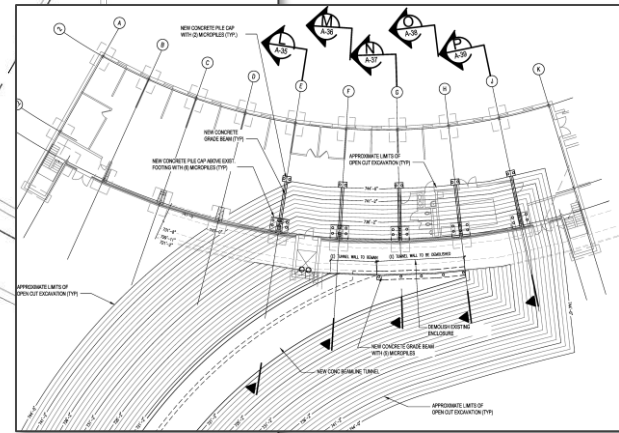 L
A-35
M
A-36
N
A-37
O
A-38
P
A-39
A
B
C
D
E
F
G
H
J
K
2
NEW CONCRETE PILE CAP
WITH (2) MICROPILES (TYP.)
NEW CONCRETE
GRADE BEAM (TYP)
NEW CONCRETE PILE CAP ABOVE EXIST
FOOTING WITH (6) MICROPILES (TYP)
APPROXIMATE LIMITS OF
OPEN CUT EXCAVATION (TYP)
APPROXIMATE LIMITS OF
OPEN CUT EXCAVATION (TYP)
(E) TUNNEL WALL TO REMAIN
(E) TUNNEL WALL TO BE DEMOLISHED
DEMOLISH EXISTING
ENCLOSURE
NEW CONCRETE GRADE BEAM
WITH (6) MICROPILES
NEW CONC BEAMLINE TUNNEL
APPROXIMATE LIMITS OF
OPEN CUT EXCAVATION (TYP)